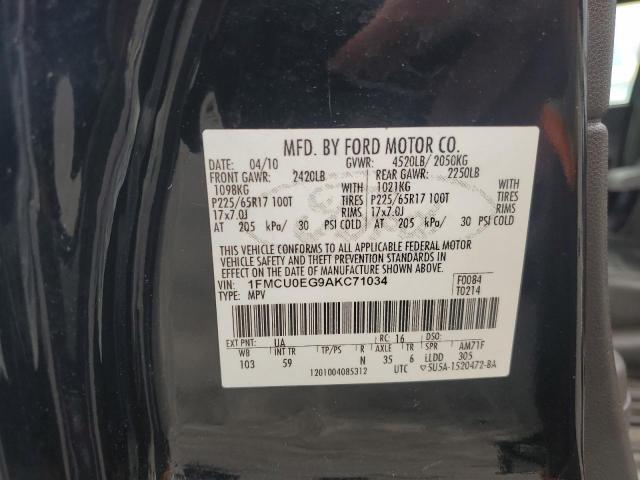 MFD. BY FORD MOTOR CO.
DATE: 04/10 GVWR: 4520LB/ 2050KG
FRONT GAWR: 2420LB REAR GAWR: 2250LB
1098KG WITH 1021KG WITH
P225/65R17 100T TIRES P225/65R17 100T TIRES
17x7.0J RIMS 17x7.0J RIMS
AT 205 kPa/ 30 PSI COLD AT 205 kPa/ 30 PSI COLD
THIS VEHICLE CONFORMS TO ALL APPLICABLE FEDERAL MOTOR
VEHICLE SAFETY AND BUMPER STANDARDS IN EFFECT ON THE DATE
OF MANUFACTURE SHOWN ABOVE.
VIN: 1FMCU0EG9AKC71034 F0084
TYPE: MPV T0214
EXT PNT: UA RC: 16 DSO:
WB INT TR TP/PS R AXLE TR SPR AM71F
103 59 N 35 6 LLDD 305
1201004085312 UTC ▽5U5A-1520472-BA